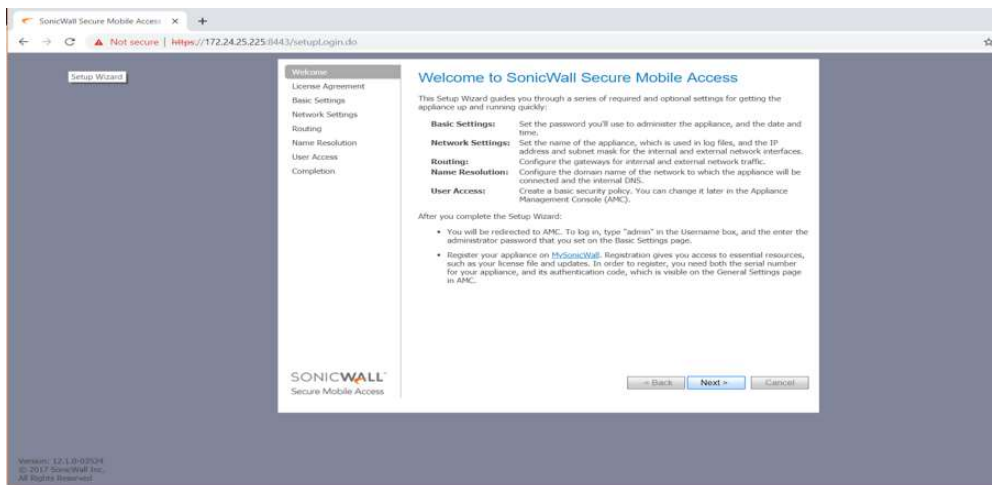 SonicWall Secure Mobile Access
Not secure | https://172.24.25.225:8443/setupLogin.do
Setup Wizard
Welcome
License Agreement
Basic Settings
Network Settings
Routing
Name Resolution
User Access
Completion
Welcome to SonicWall Secure Mobile Access
This Setup Wizard guides you through a series of required and optional settings for getting the
appliance up and running quickly:
Basic Settings: Set the password you'll use to administer the appliance, and the date and
time.
Network Settings: Set the name of the appliance, which is used in log files, and the IP
address and subnet mask for the internal and external network interfaces.
Routing: Configure the gateways for internal and external network traffic.
Name Resolution: Configure the domain name of the network to which the appliance will be
connected and the internal DNS.
User Access: Create a basic security policy. You can change it later in the Appliance
Management Console (AMC).
After you complete the Setup Wizard:
• You will be redirected to AMC. To log in, type "admin" in the Username box, and the enter the
administrator password that you set on the Basic Settings page.
• Register your appliance on MySonicWall. Registration gives you access to essential resources,
such as your license file and updates. In order to register, you need both the serial number
for your appliance, and its authentication code, which is visible on the General Settings page
in AMC.
SONICWALL
Secure Mobile Access
< Back Next > Cancel
Version: 12.1.0-03524
© 2017 SonicWall Inc.
All Rights Reserved